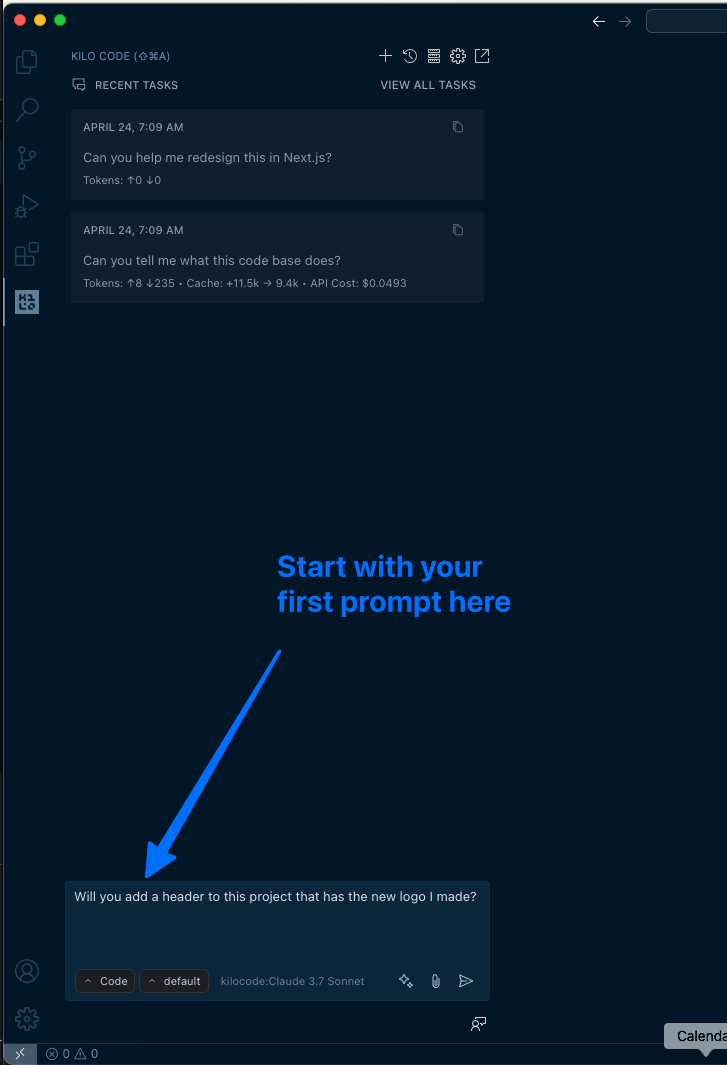 KILO CODE (⇧⌘A)
RECENT TASKS
VIEW ALL TASKS
APRIL 24, 7:09 AM
Can you help me redesign this in Next.js?
Tokens: ↑0 ↓0
APRIL 24, 7:09 AM
Can you tell me what this code base does?
Tokens: ↑8 ↓235 • Cache: +11.5k → 9.4k • API Cost: $0.0493
KILO
Start with your
first prompt here
Will you add a header to this project that has the new logo I made?
^ Code ^ default kilocode:Claude 3.7 Sonnet
0 0